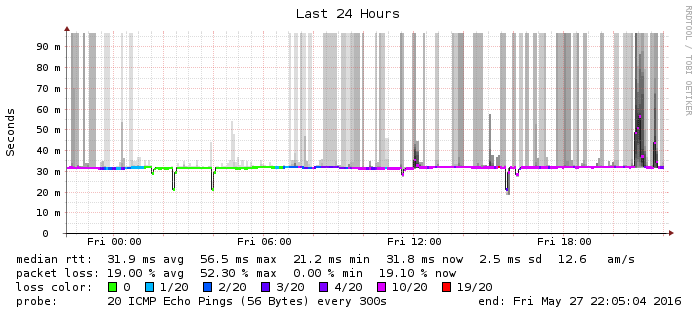 Last 24 Hours
RRDTOOL / TOBI OETIKER
Seconds
90 m
80 m
70 m
60 m
50 m
40 m
30 m
20 m
10 m
0
Fri 00:00 Fri 06:00 Fri 12:00 Fri 18:00
median rtt: 31.9 ms avg 56.5 ms max 21.2 ms min 31.8 ms now 2.5 ms sd 12.6 am/s
packet loss: 19.00 % avg 52.30 % max 0.00 % min 19.10 % now
loss color: 0 1/20 2/20 3/20 4/20 10/20 19/20
probe: 20 ICMP Echo Pings (56 Bytes) every 300s end: Fri May 27 22:05:04 2016